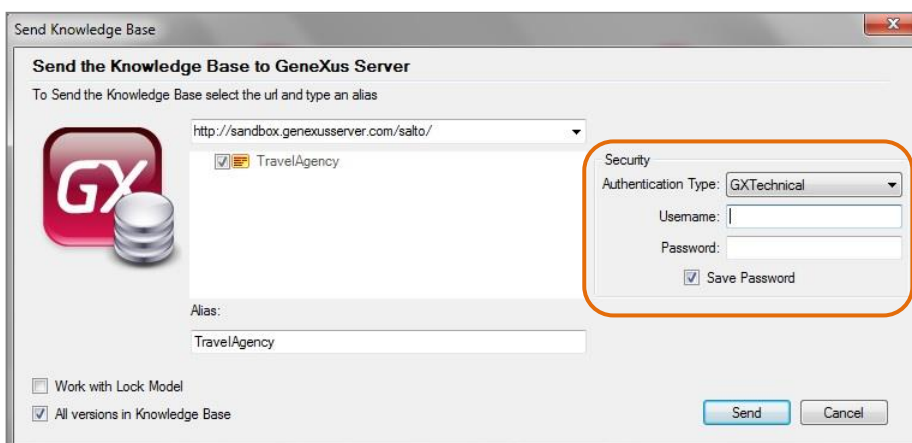 Send Knowledge Base
Send the Knowledge Base to GeneXus Server
To Send the Knowledge Base select the url and type an alias
http://sandbox.genexusserver.com/salto/
TravelAgency
GX
Security
Authentication Type: GXTechnical
Username:
Password:
Save Password
Alias:
TravelAgency
Work with Lock Model
All versions in Knowledge Base
Send Cancel